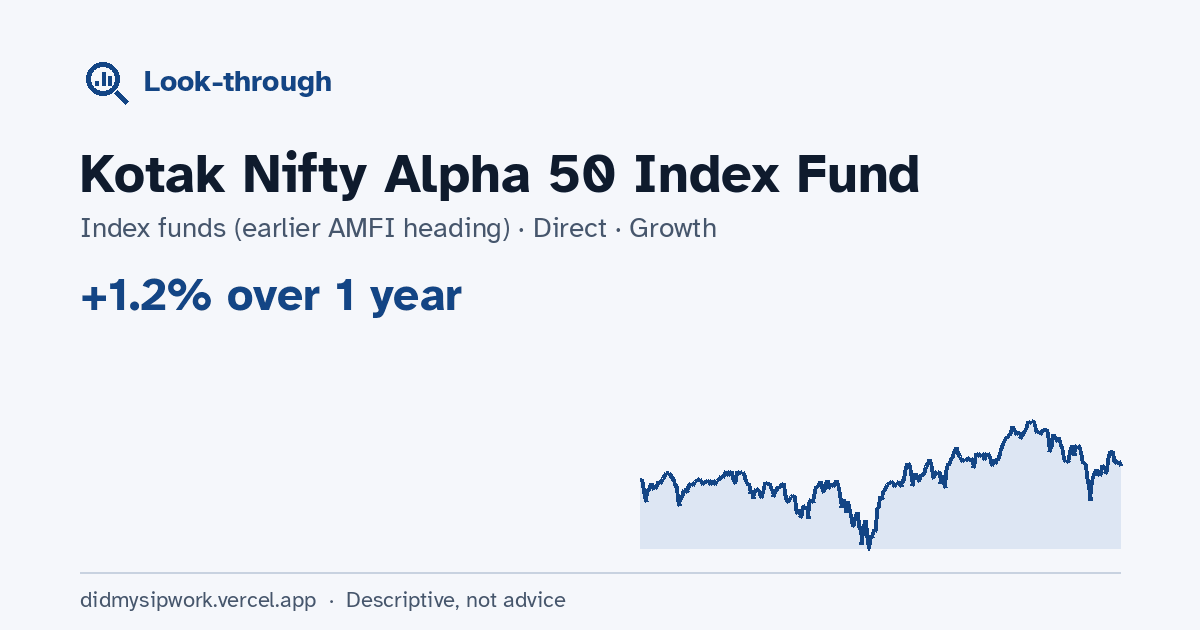 Look-through
Kotak Nifty Alpha 50 Index Fund
Index funds (earlier AMFI heading) · Direct · Growth
+1.2% over 1 year
didmysipwork.vercel.app · Descriptive, not advice